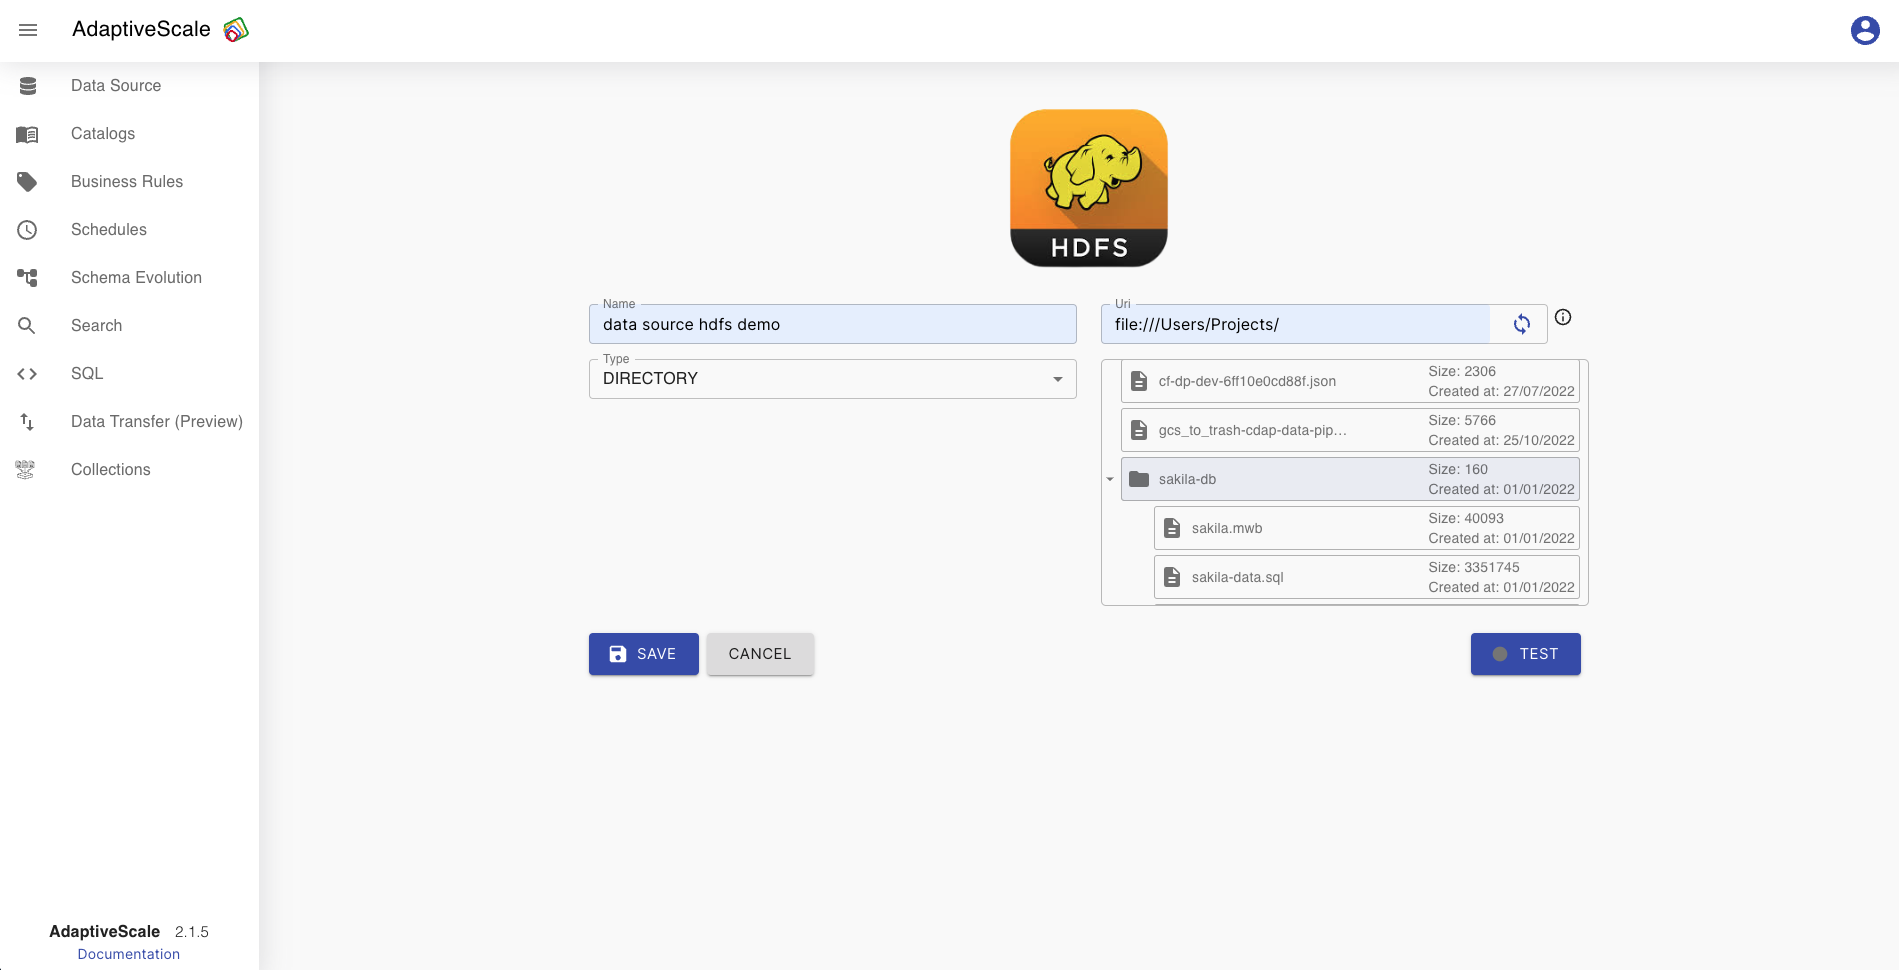 AdaptiveScale
Data Source
Catalogs
Business Rules
Schedules
Schema Evolution
Search
SQL
Data Transfer (Preview)
Collections
AdaptiveScale 2.1.5
Documentation
HDFS
Name
data source hdfs demo
Uri
file:///Users/Projects/
Type
DIRECTORY
cf-dp-dev-6ff10e0cd88f.json
Size: 2306
Created at: 27/07/2022
gcs_to_trash-cdap-data-pip...
Size: 5766
Created at: 25/10/2022
sakila-db
Size: 160
Created at: 01/01/2022
sakila.mwb
Size: 40093
Created at: 01/01/2022
sakila-data.sql
Size: 3351745
Created at: 01/01/2022
SAVE
CANCEL
TEST